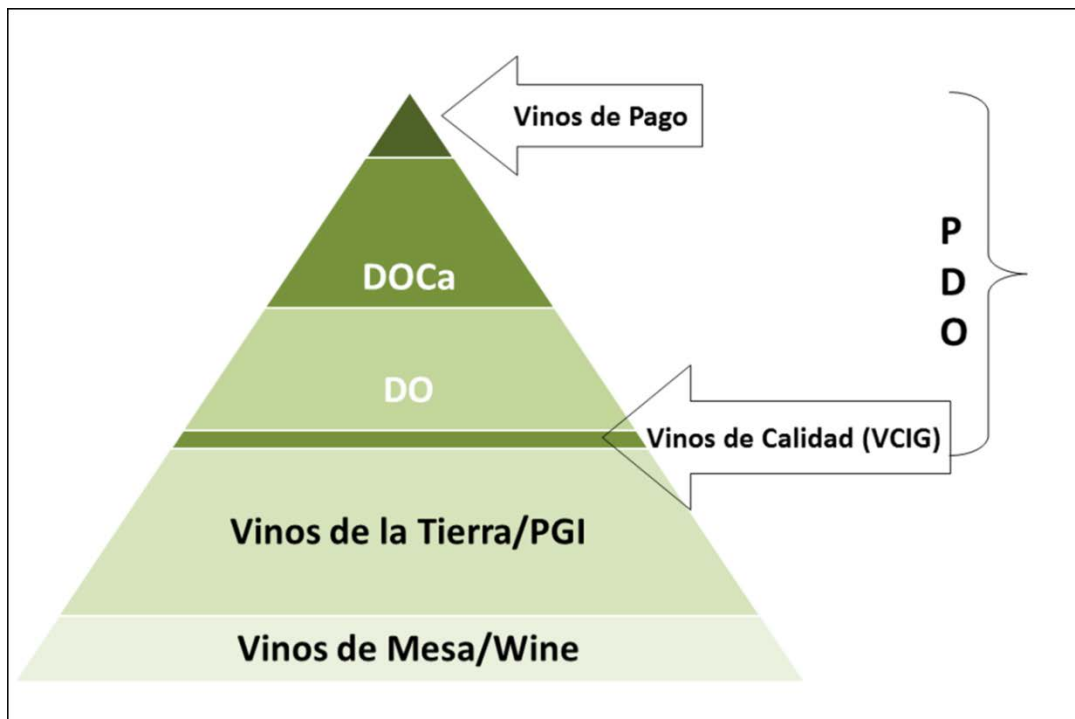 Vinos de Pago
DOCa
P
D
O
DO
Vinos de Calidad (VCIG)
Vinos de la Tierra/PGI
Vinos de Mesa/Wine